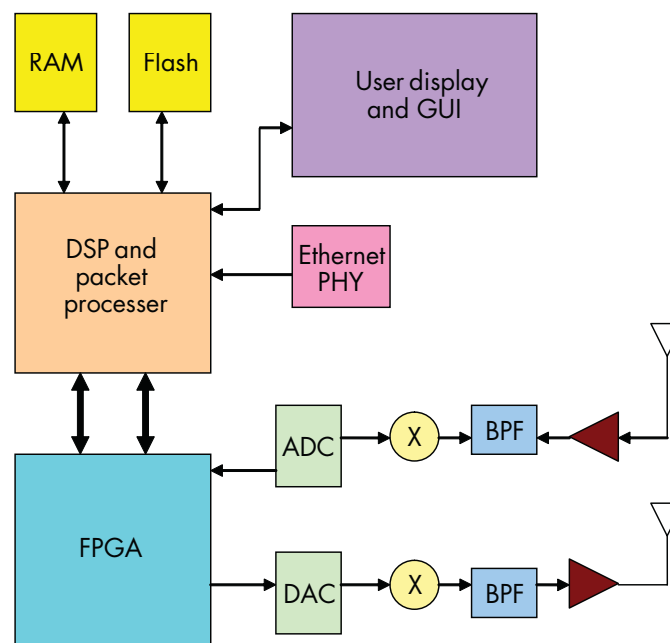 RAM
Flash
User display
and GUI
DSP and
packet
processer
Ethernet
PHY
ADC
X
BPF
FPGA
DAC
X
BPF